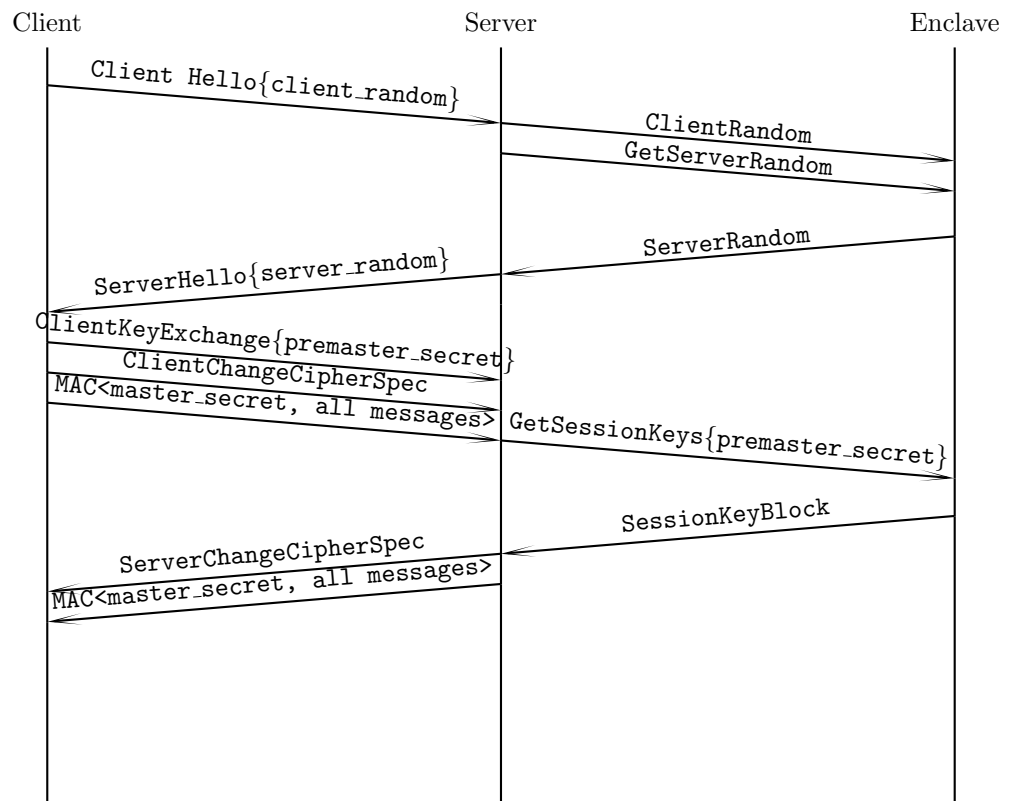 Client
Server
Enclave
Client Hello{client_random}
ClientRandom
GetServerRandom
ServerRandom
ServerHello{server_random}
ClientKeyExchange{premaster_secret}
ClientChangeCipherSpec
MAC<master_secret, all messages>
GetSessionKeys{premaster_secret}
SessionKeyBlock
ServerChangeCipherSpec
MAC<master_secret, all messages>